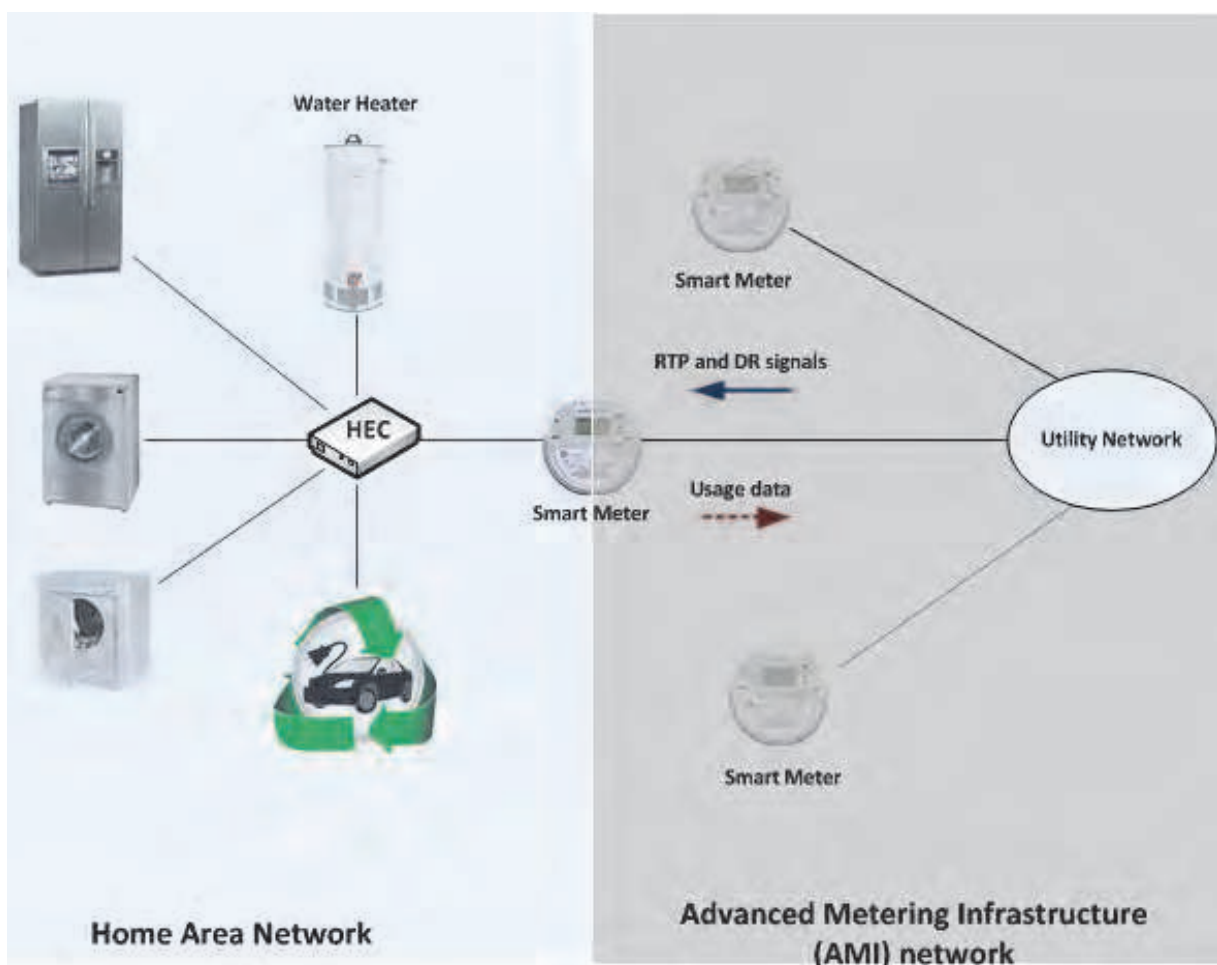 Water Heater
Smart Meter
RTP and DR signals
HEC
Utility Network
Usage data
Smart Meter
Smart Meter
Home Area Network
Advanced Metering Infrastructure
(AMI) network